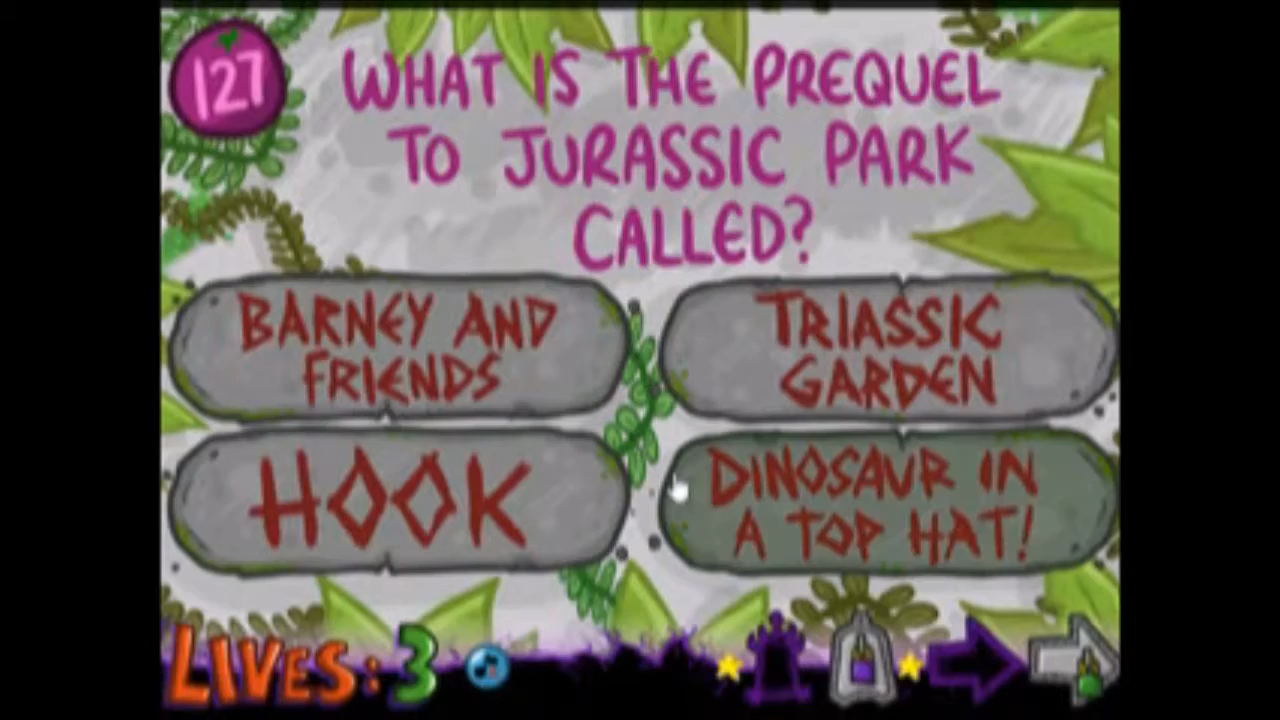 127
WHAT IS THE PREQUEL
TO JURASSIC PARK
CALLED?
BARNEY AND
FRIENDS
TRIASSIC
GARDEN
HOOK
DINOSAUR IN
A TOP HAT!
LIVES: 3